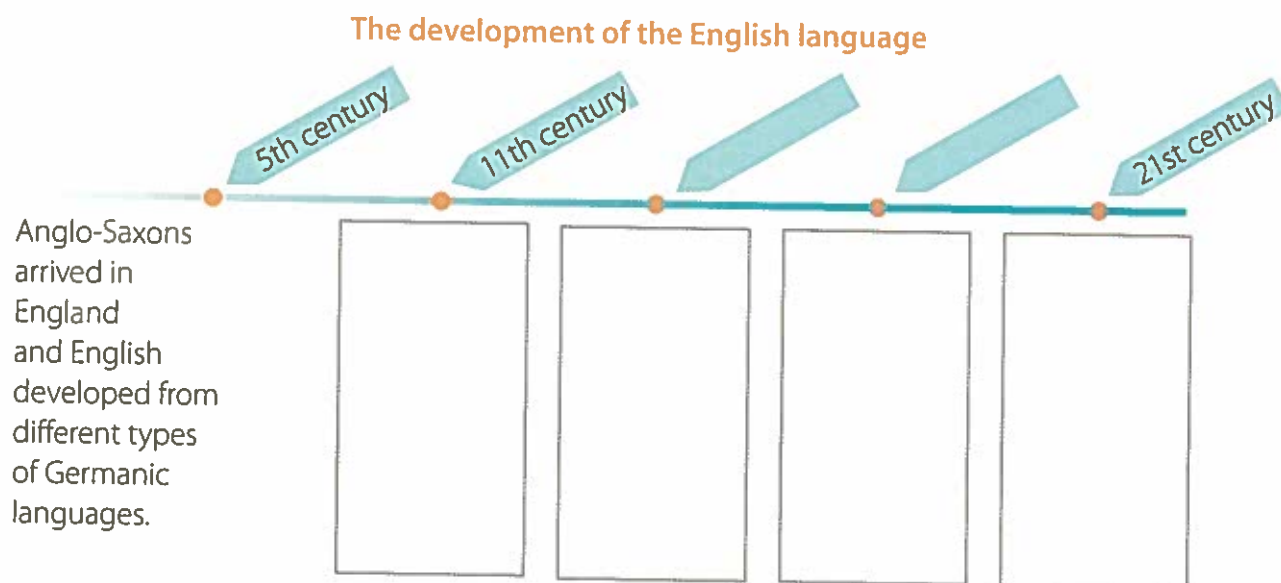 The development of the English language
5th century
11th century
21st century
Anglo-Saxons
arrived in
England
and English
developed from
different types
of Germanic
languages.